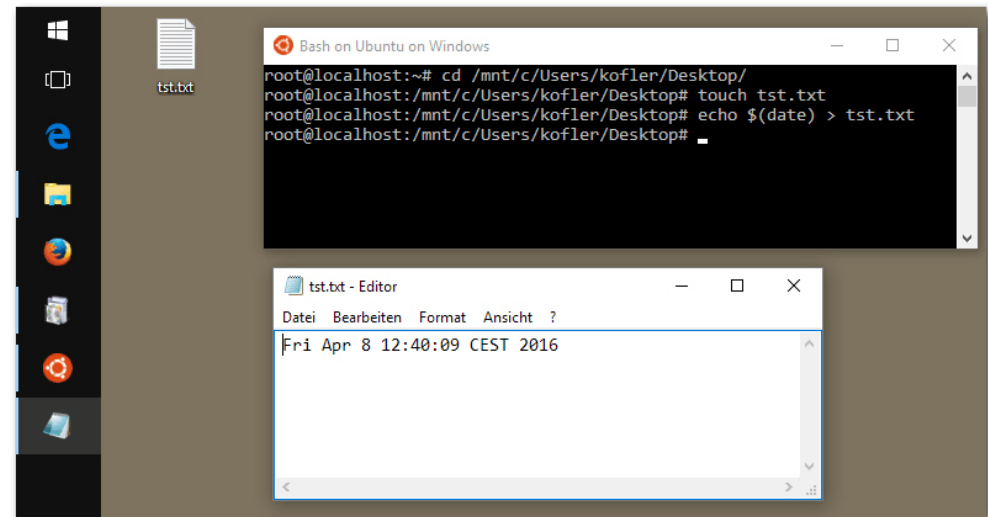 tst.txt
Bash on Ubuntu on Windows
root@localhost:~# cd /mnt/c/Users/kofler/Desktop/
root@localhost:/mnt/c/Users/kofler/Desktop# touch tst.txt
root@localhost:/mnt/c/Users/kofler/Desktop# echo $(date) > tst.txt
root@localhost:/mnt/c/Users/kofler/Desktop#
tst.txt - Editor
Datei Bearbeiten Format Ansicht ?
Fri Apr 8 12:40:09 CEST 2016